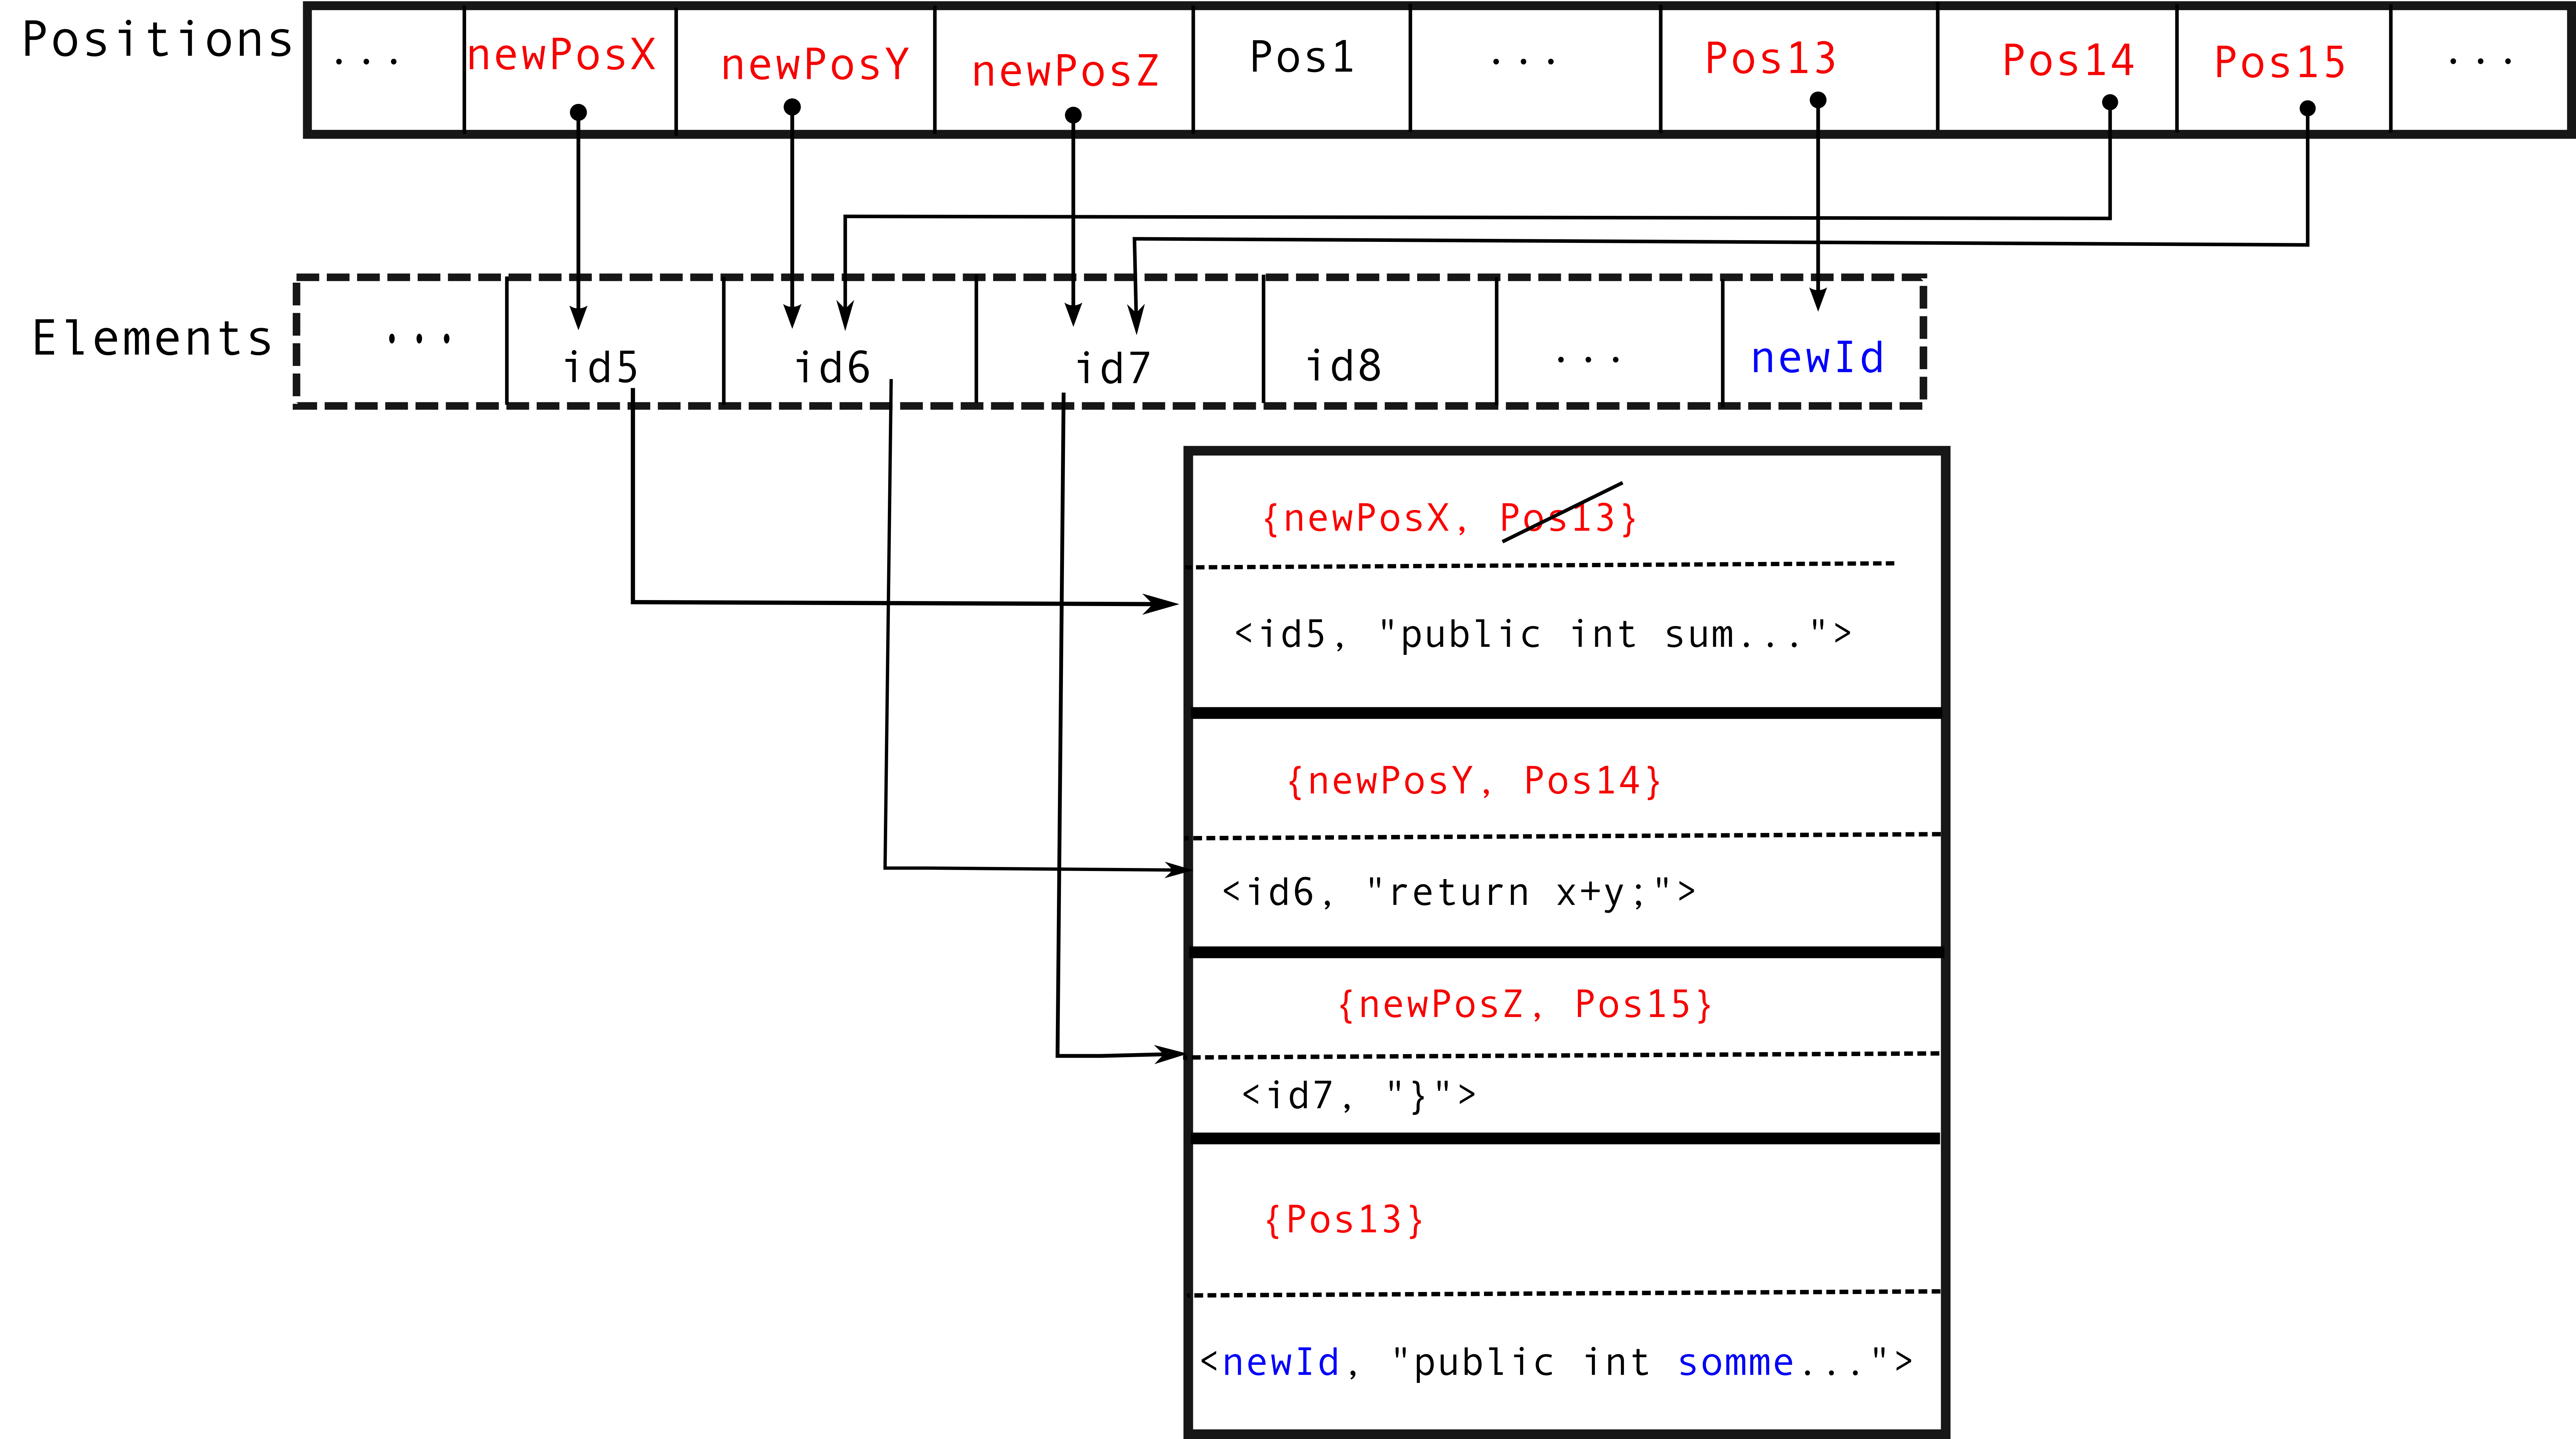 Positions ... newPosX newPosY newPosZ Pos1 ... Pos13 Pos14 Pos15 ...
Elements ... id5 id6 id7 id8 ... newId
{newPosX, Pos13}
<id5, "public int sum...">
{newPosY, Pos14}
<id6, "return x+y;">
{newPosZ, Pos15}
<id7, "}">
{Pos13}
<newId, "public int somme...">